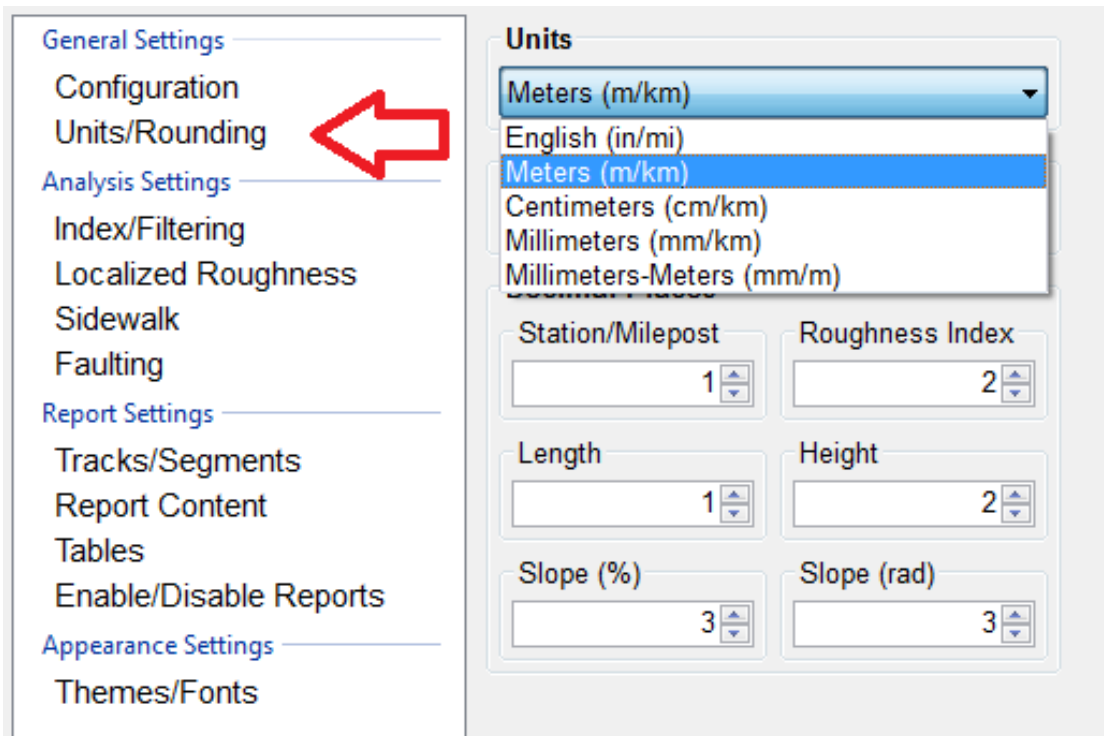 General Settings
Configuration
Units/Rounding
Analysis Settings
Index/Filtering
Localized Roughness
Sidewalk
Faulting
Report Settings
Tracks/Segments
Report Content
Tables
Enable/Disable Reports
Appearance Settings
Themes/Fonts
Units
Meters (m/km)
English (in/mi)
Meters (m/km)
Centimeters (cm/km)
Millimeters (mm/km)
Millimeters-Meters (mm/m)
Station/Milepost
Roughness Index
1
2
Length
Height
1
2
Slope (%)
Slope (rad)
3
3